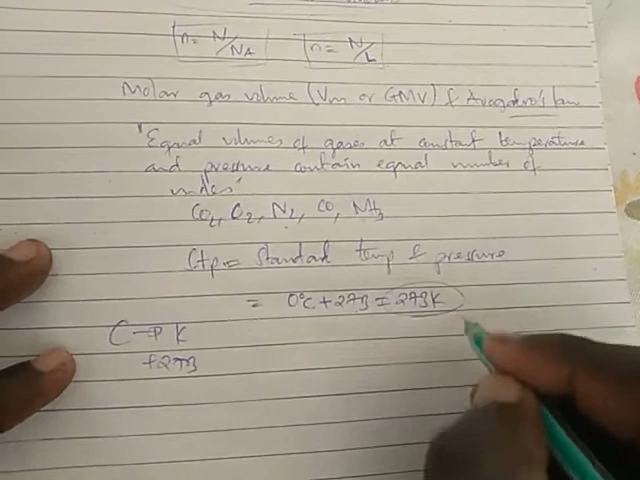 n = N/NA n = N/L
Molar gas volume (Vm or GMV) & Avogadro's law
"Equal volumes of gases at constant temperature
and pressure contain equal number of
moles"
CO2, O2, N2, CO, NH3
Stp = Standard temp & pressure
= 0°C + 273 = 273K
C → K
+273